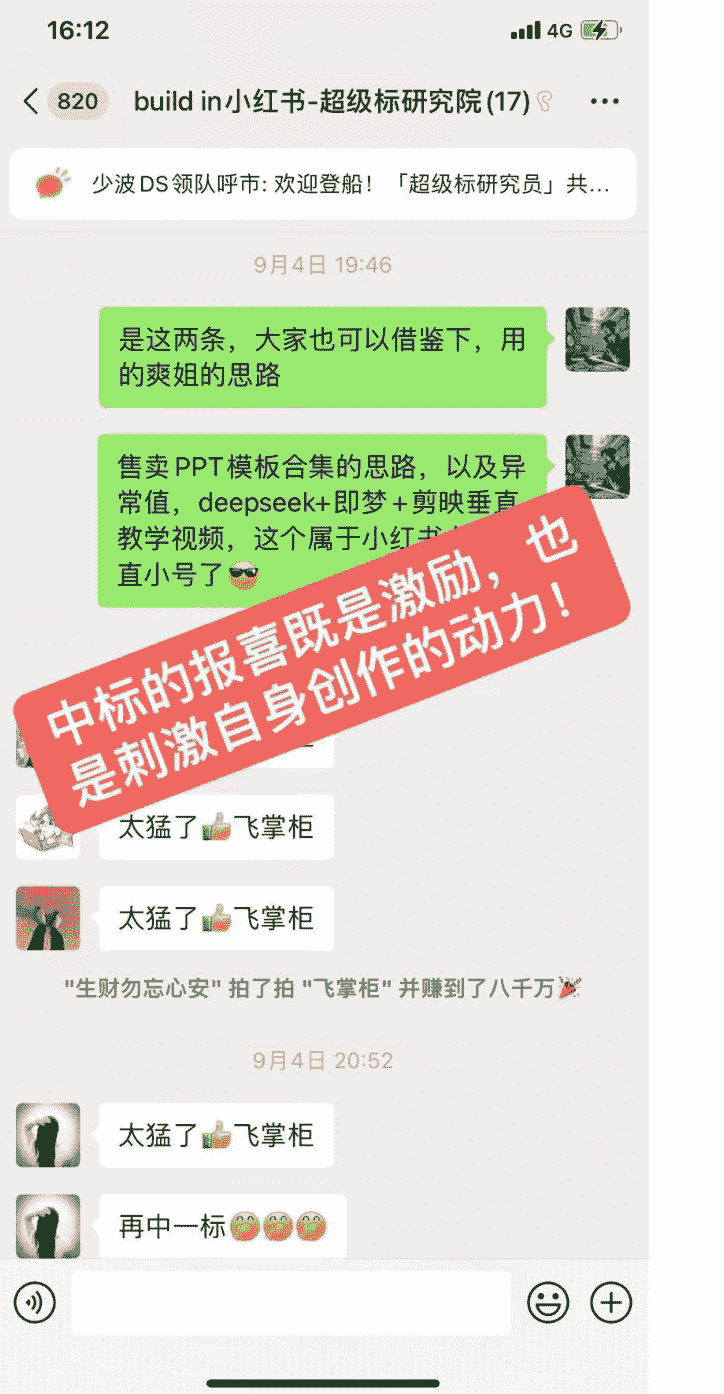 16:12
4G
820
build in小红书-超级标研究院(17)
少波DS领队呼市: 欢迎登船！「超级标研究员」共...
9月4日 19:46
是这两条，大家也可以借鉴下，用
的爽姐的思路
售卖PPT模板合集的思路，以及异
常值，deepseek+即梦+剪映垂直
教学视频，这个属于小红书
直小号了
中标的报喜既是激励，也
是刺激自身创作的动力！
太猛了👍飞掌柜
太猛了👍飞掌柜
"生财勿忘心安" 拍了拍 "飞掌柜" 并赚到了八千万🎉
9月4日 20:52
太猛了👍飞掌柜
再中一标